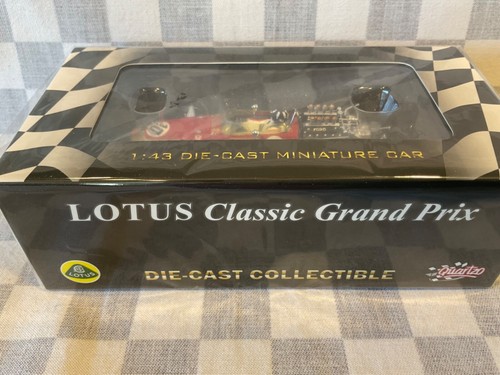 1:43 DIE-CAST MINIATURE CAR
LOTUS Classic Grand Prix
LOTUS
DIE-CAST COLLECTIBLE
Quartzo